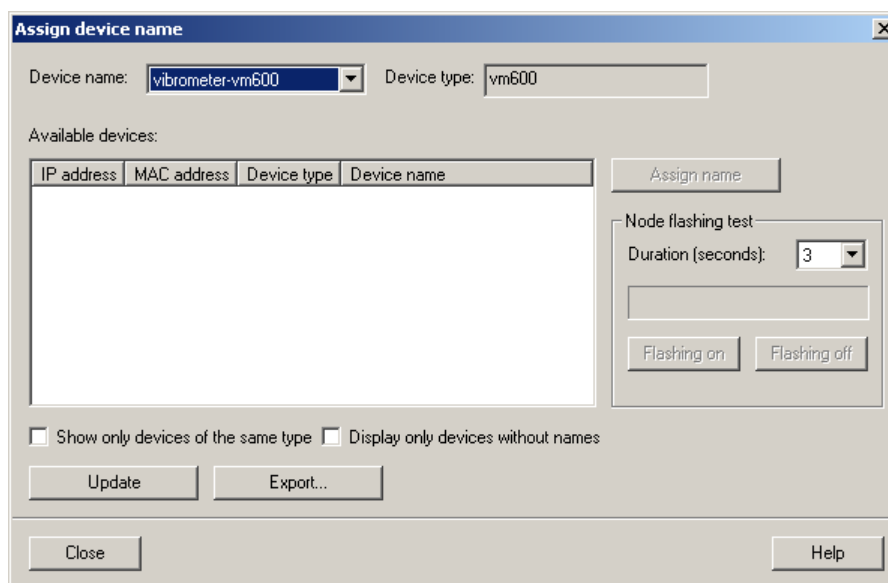 Assign device name
Device name: vibrometer-vm600 Device type: vm600
Available devices:
IP address MAC address Device type Device name
Assign name
Node flashing test
Duration (seconds): 3
Flashing on Flashing off
Show only devices of the same type Display only devices without names
Update Export...
Close Help